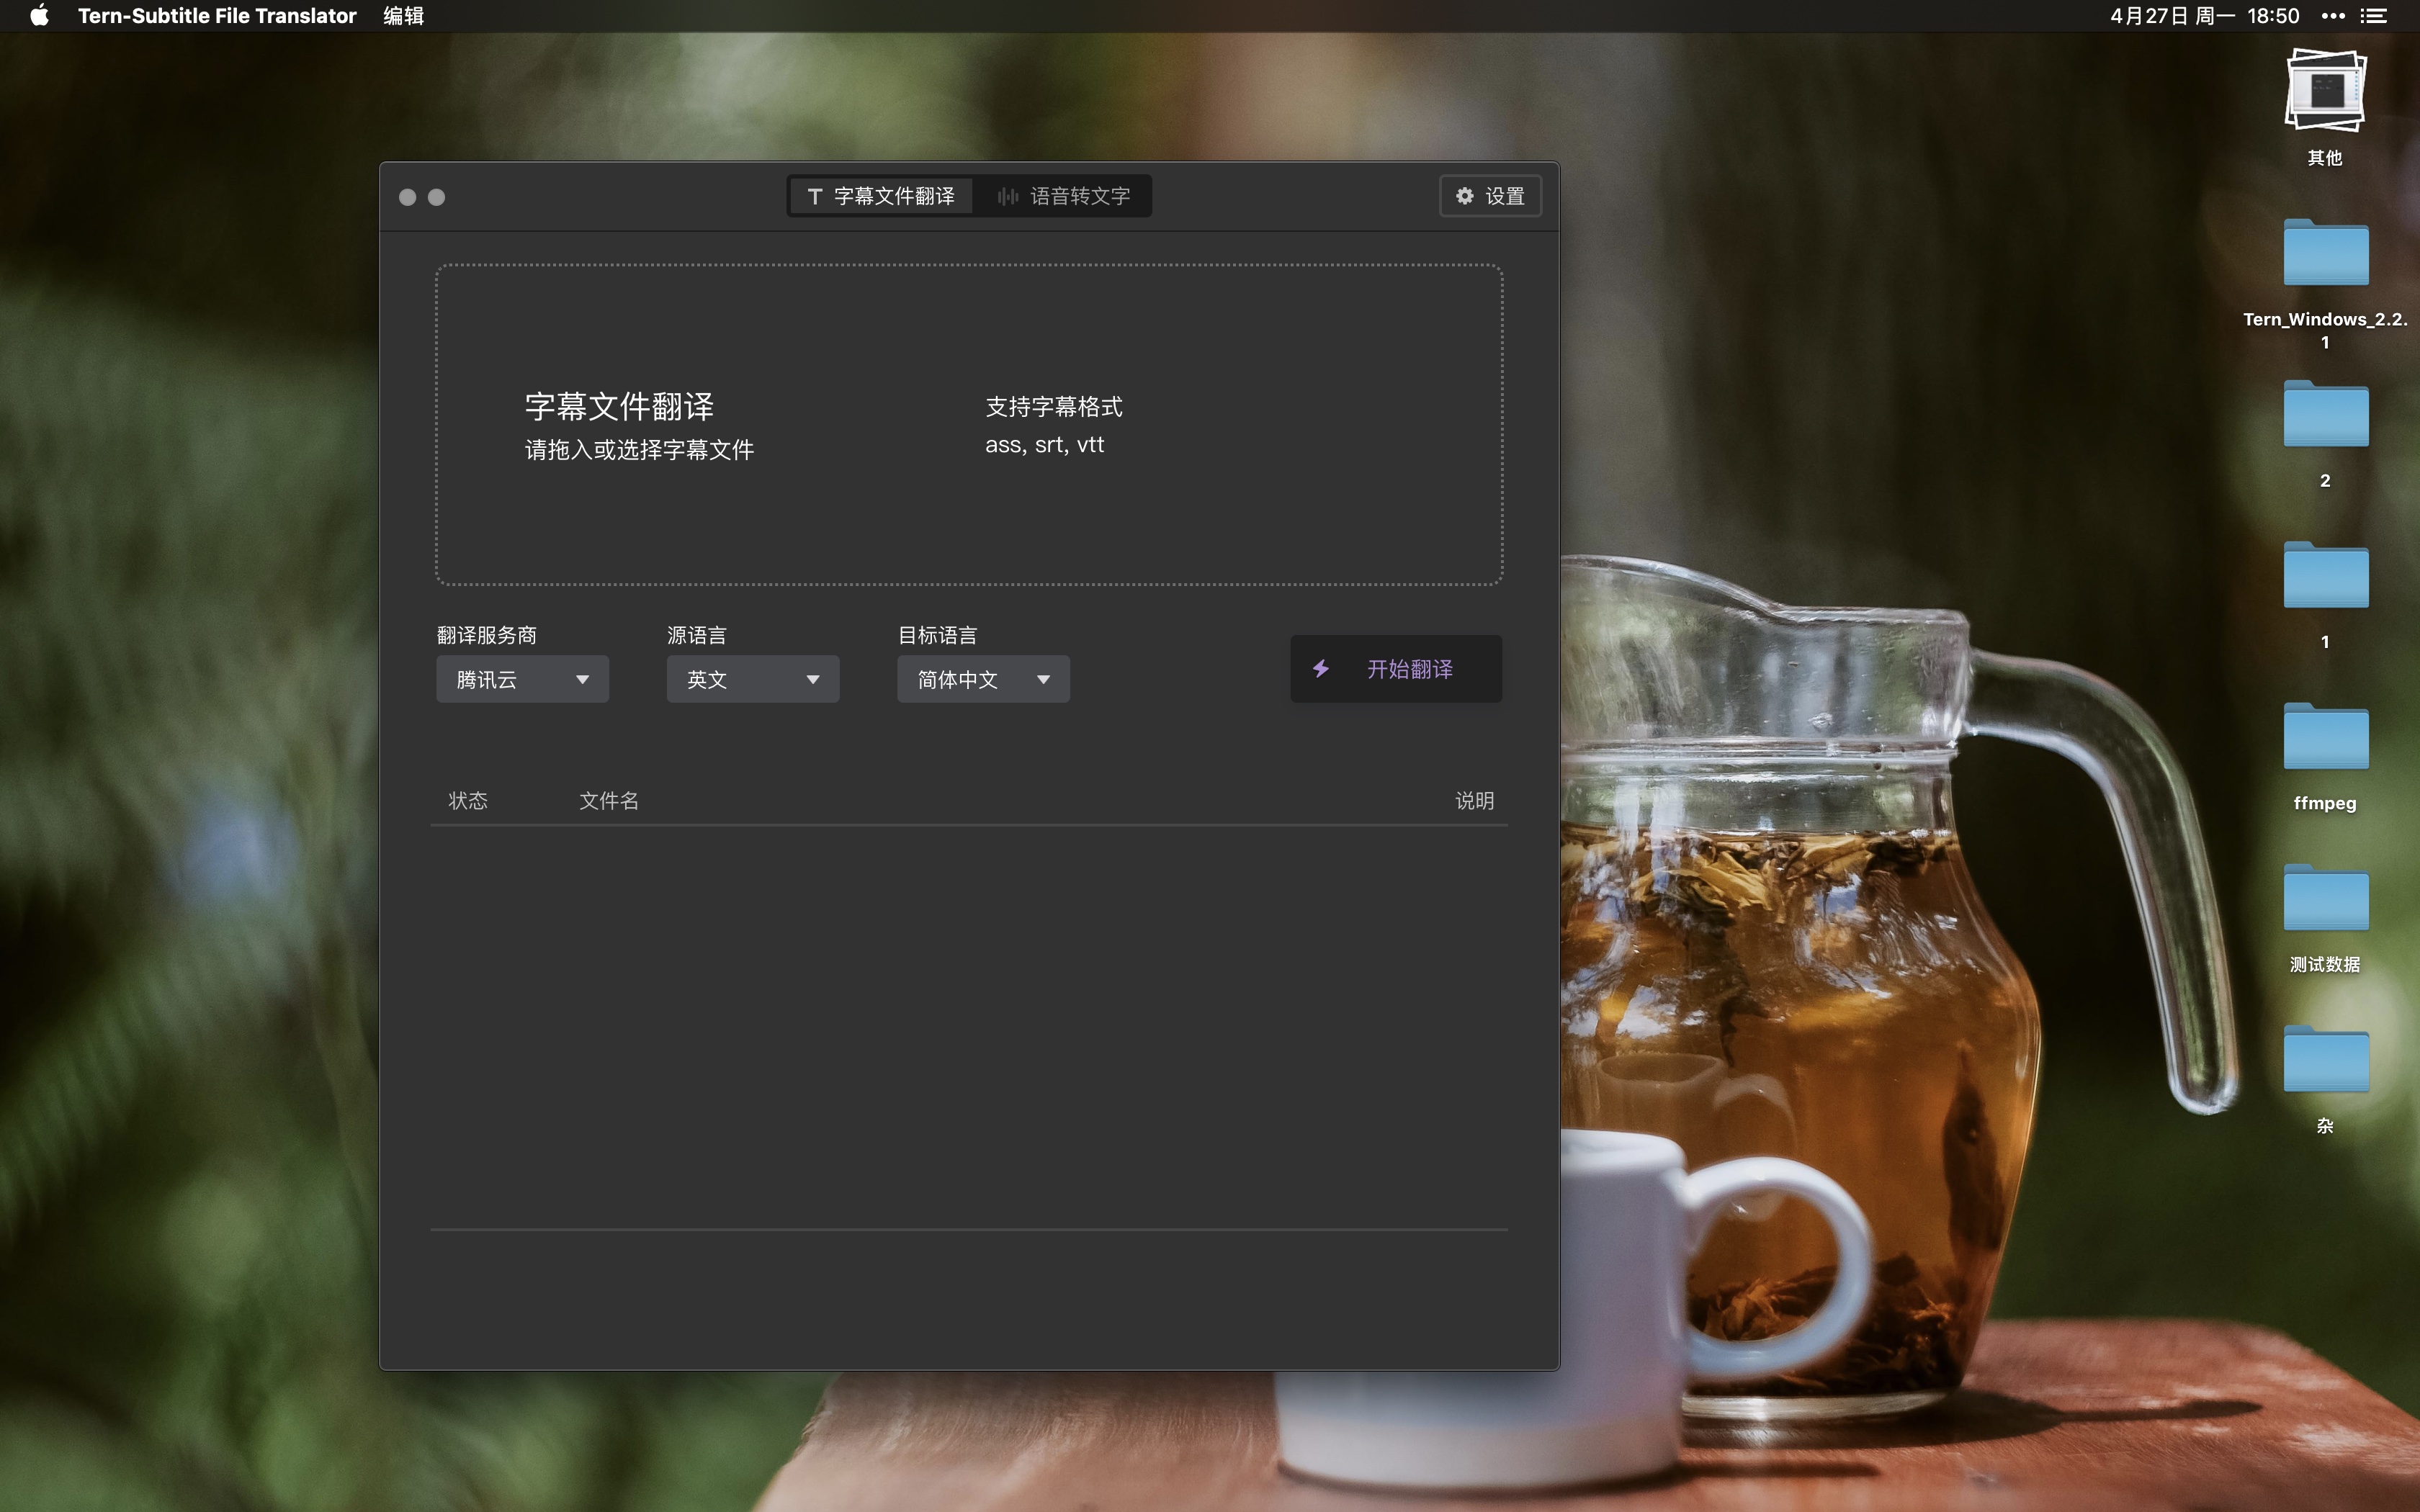 Tern-Subtitle File Translator 编辑
4月27日 周一 18:50
字幕文件翻译
语音转文字
设置
字幕文件翻译
请拖入或选择字幕文件
支持字幕格式
ass, srt, vtt
翻译服务商
源语言
目标语言
腾讯云
英文
简体中文
开始翻译
状态
文件名
说明
其他
Tern_Windows_2.2.
1
2
1
ffmpeg
测试数据
杂